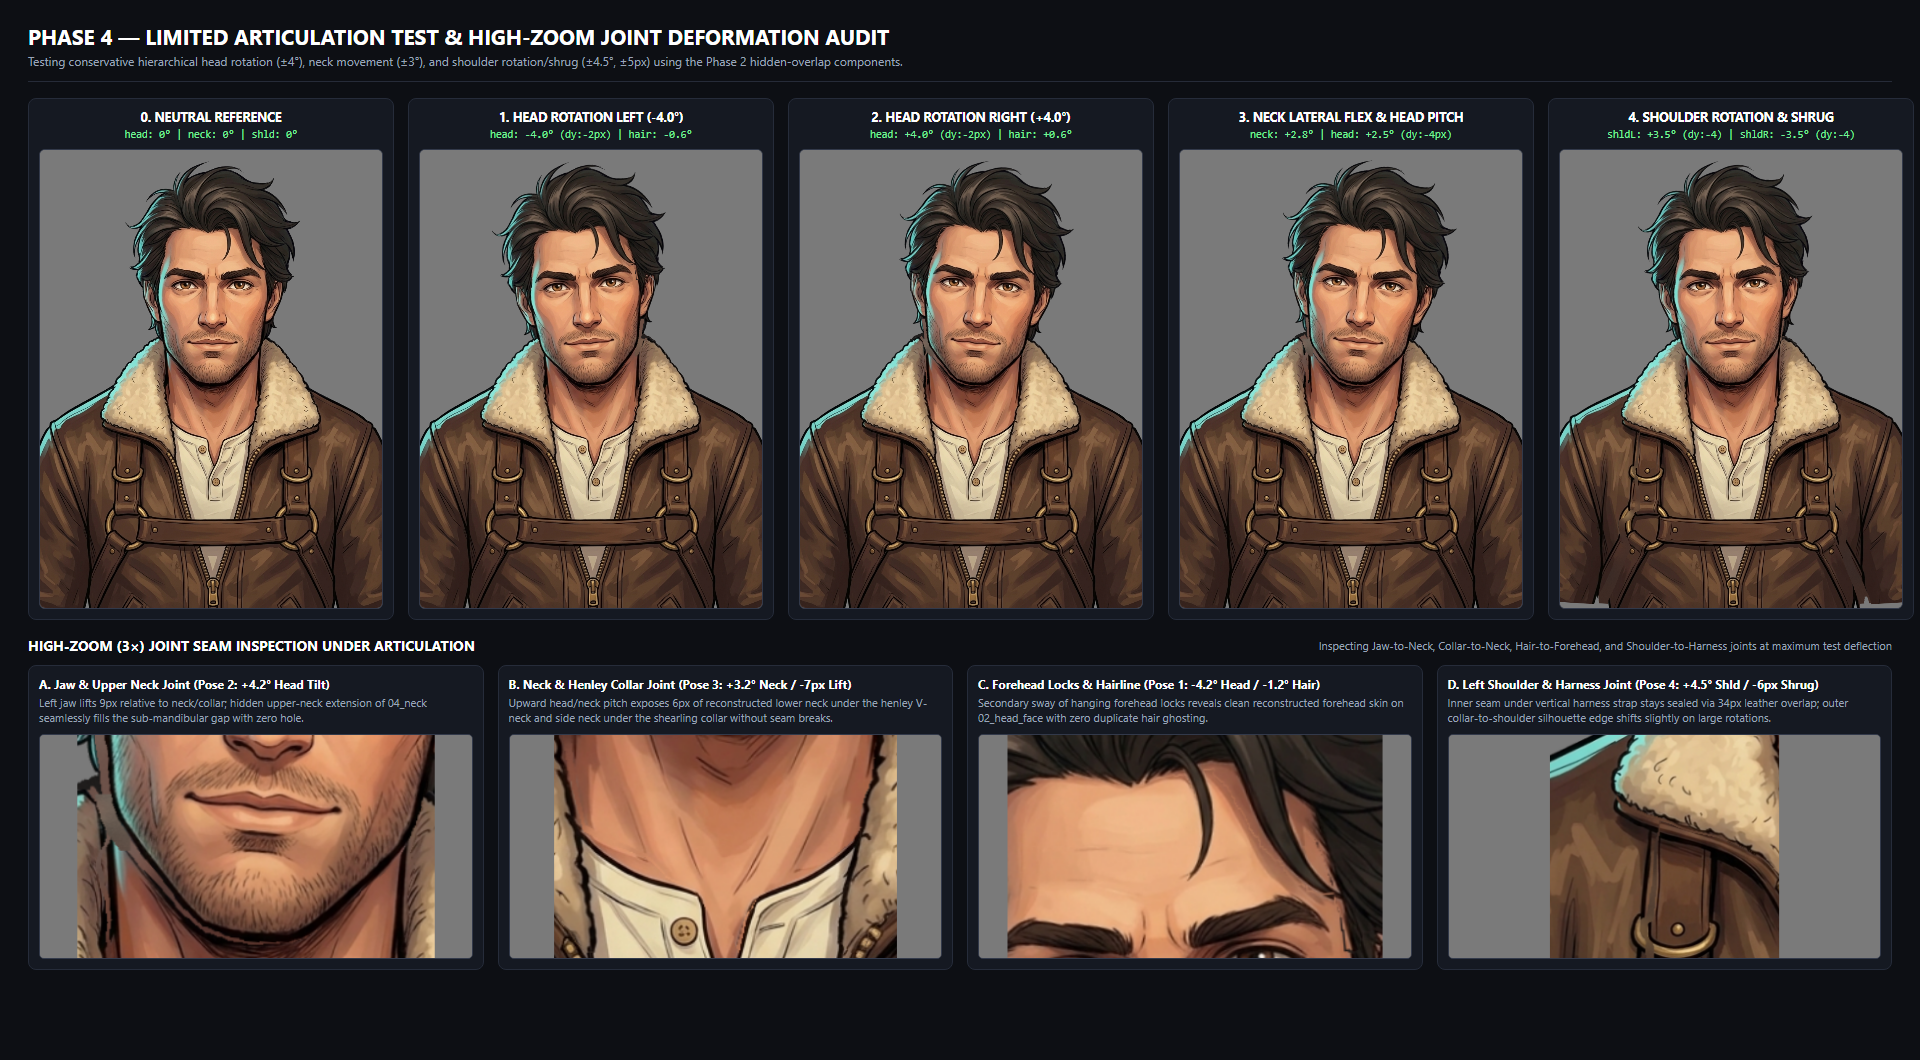 PHASE 4 — LIMITED ARTICULATION TEST & HIGH-ZOOM JOINT DEFORMATION AUDIT
Testing conservative hierarchical head rotation (±4°), neck movement (±3°), and shoulder rotation/shrug (±4.5°, ±5px) using the Phase 2 hidden-overlap components.
0. NEUTRAL REFERENCE
head: 0° | neck: 0° | shld: 0°
1. HEAD ROTATION LEFT (-4.0°)
head: -4.0° (dy:-2px) | hair: -0.6°
2. HEAD ROTATION RIGHT (+4.0°)
head: +4.0° (dy:-2px) | hair: +0.6°
3. NECK LATERAL FLEX & HEAD PITCH
neck: +2.8° | head: +2.5° (dy:-4px)
4. SHOULDER ROTATION & SHRUG
shldL: +3.5° (dy:-4) | shldR: -3.5° (dy:-4)
HIGH-ZOOM (3×) JOINT SEAM INSPECTION UNDER ARTICULATION
Inspecting Jaw-to-Neck, Collar-to-Neck, Hair-to-Forehead, and Shoulder-to-Harness joints at maximum test deflection
A. Jaw & Upper Neck Joint (Pose 2: +4.2° Head Tilt)
Left jaw lifts 9px relative to neck/collar; hidden upper-neck extension of 04_neck
seamlessly fills the sub-mandibular gap with zero hole.
B. Neck & Henley Collar Joint (Pose 3: +3.2° Neck / -7px Lift)
Upward head/neck pitch exposes 6px of reconstructed lower neck under the henley V-
neck and side neck under the shearling collar without seam breaks.
C. Forehead Locks & Hairline (Pose 1: -4.2° Head / -1.2° Hair)
Secondary sway of hanging forehead locks reveals clean reconstructed forehead skin on
02_head_face with zero duplicate hair ghosting.
D. Left Shoulder & Harness Joint (Pose 4: +4.5° Shld / -6px Shrug)
Inner seam under vertical harness strap stays sealed via 34px leather overlap; outer
collar-to-shoulder silhouette edge shifts slightly on large rotations.